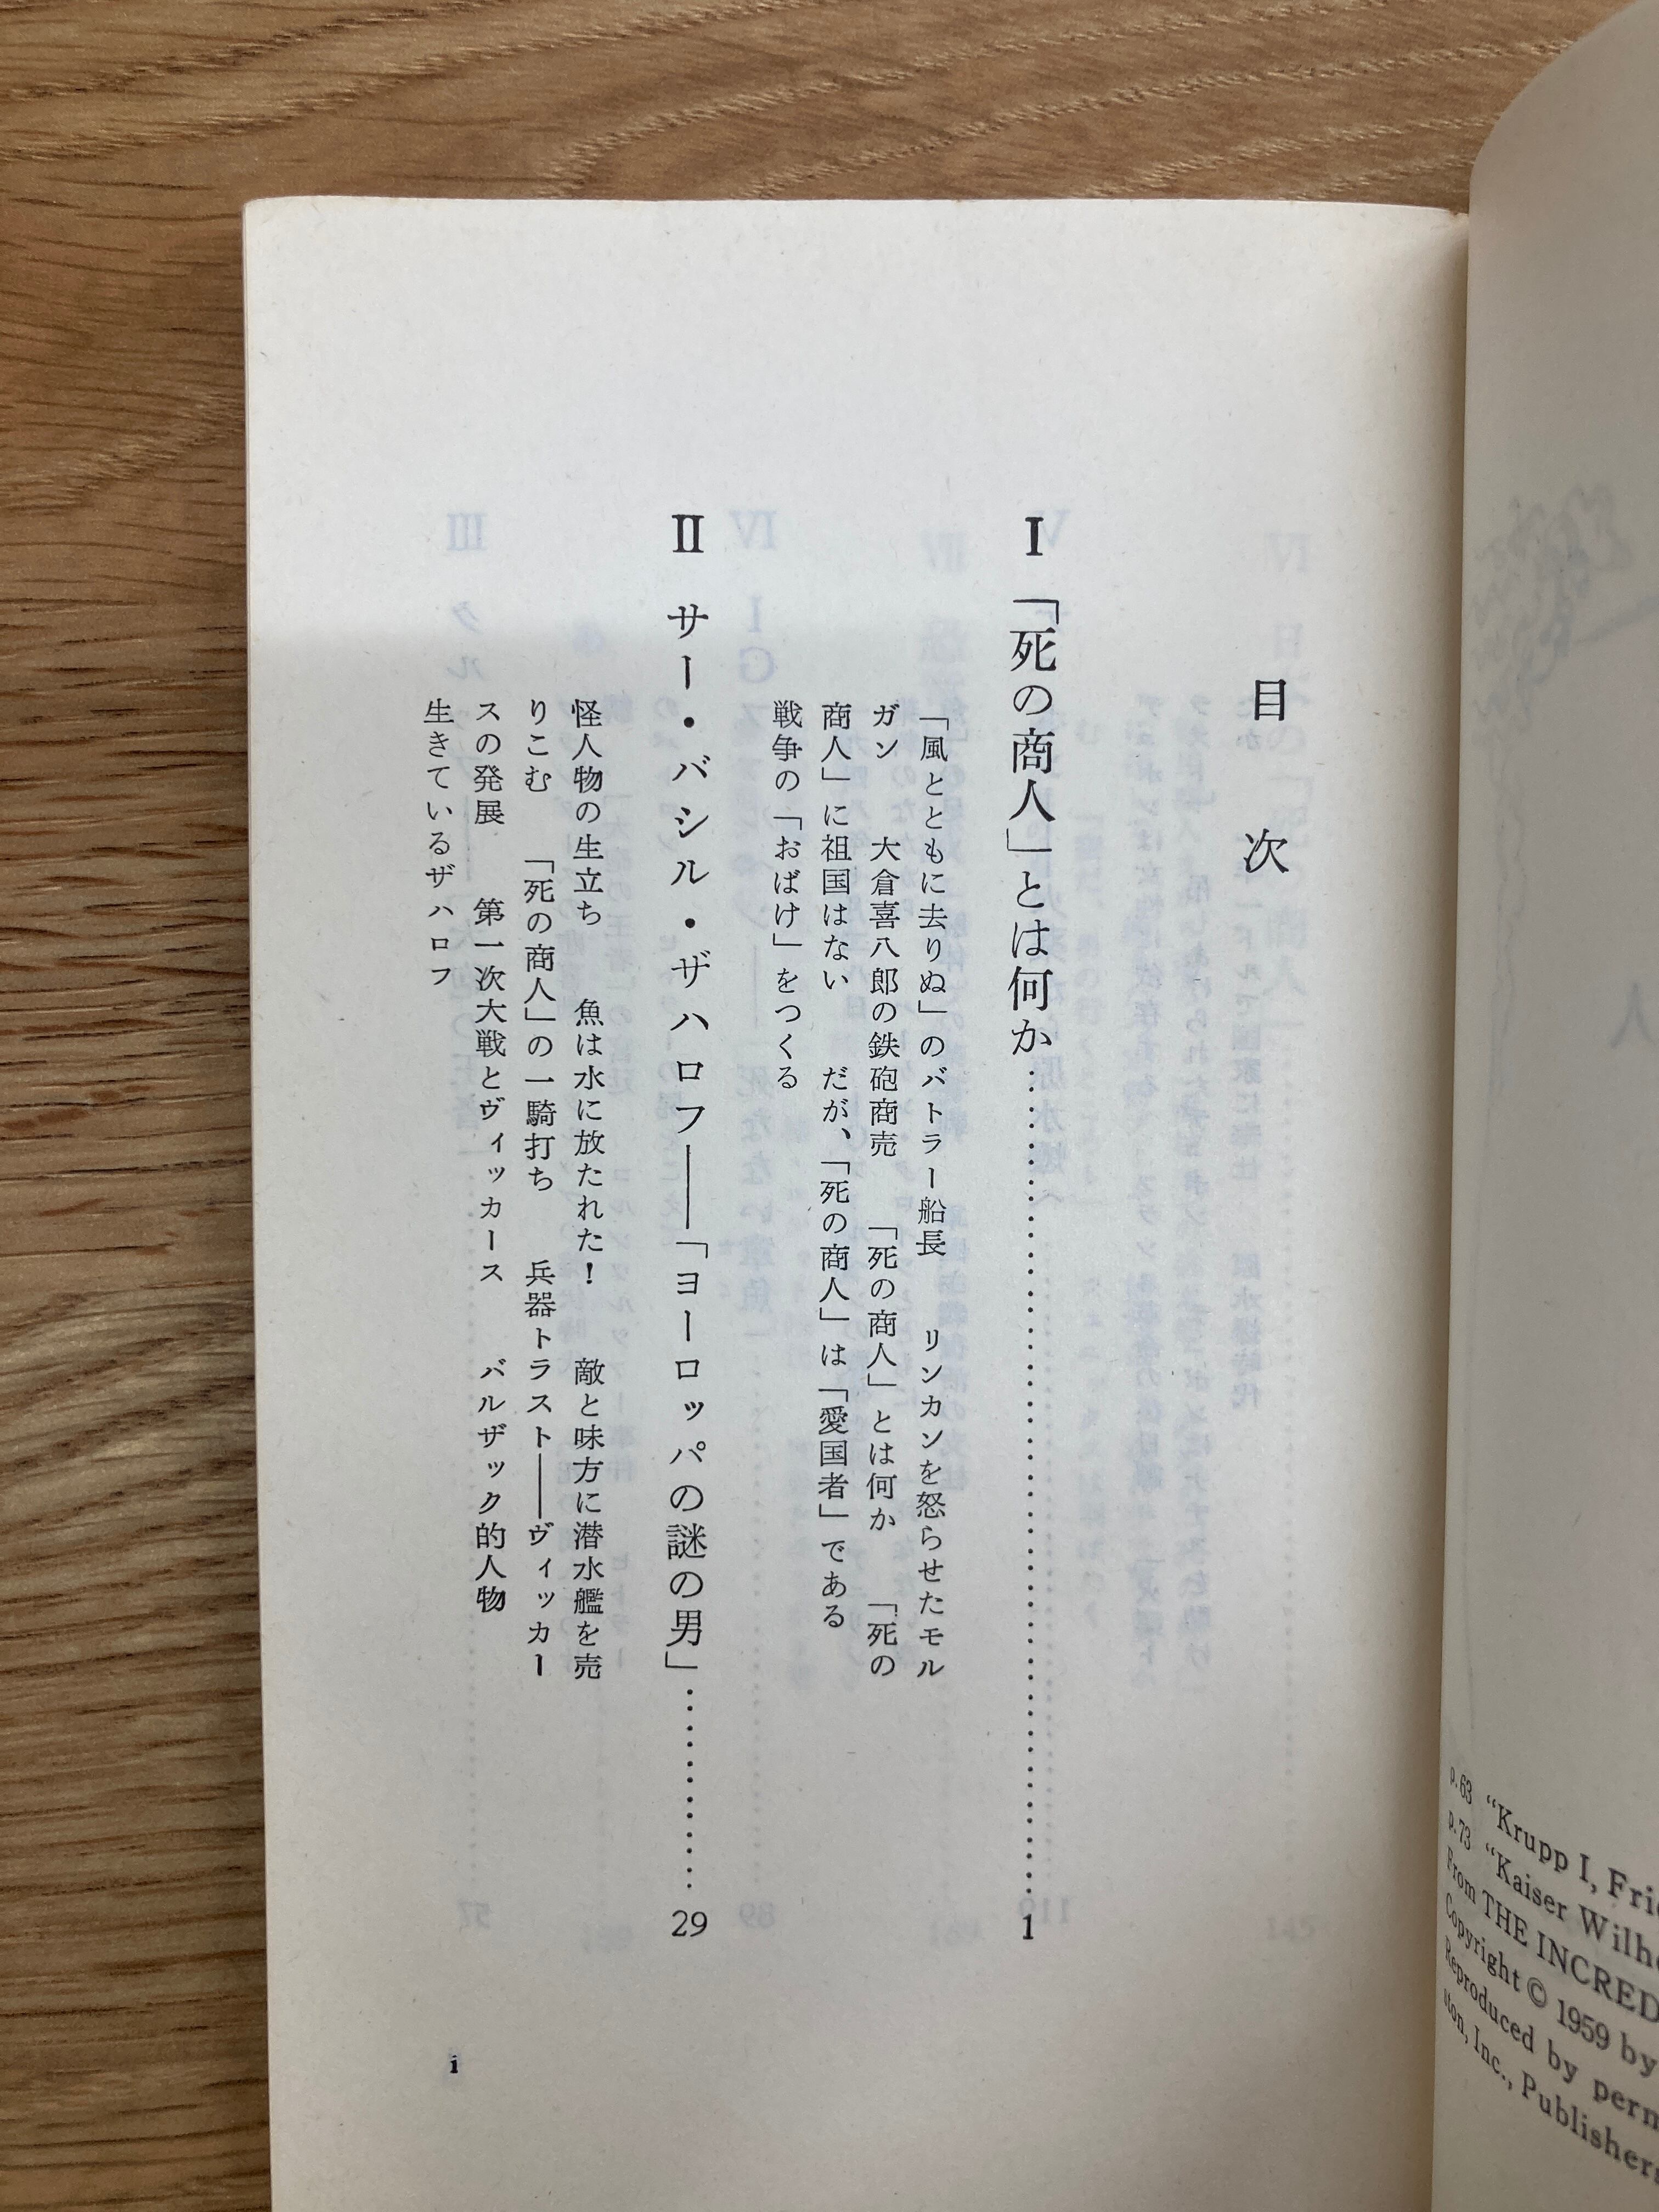 目次
I 「死の商人」とは何か……………………………1
「風とともに去りぬ」のバトラー船長　リンカンを怒らせたモル
ガン　大倉喜八郎の鉄砲商売　「死の商人」とは何か　「死の
商人」に祖国はない　だが、「死の商人」は「愛国者」である
戦争の「おばけ」をつくる
II サー・バシル・ザハロフ——「ヨーロッパの謎の男」…………29
怪人物の生立ち　魚は水に放たれた！　敵と味方に潜水艦を売
りこむ　「死の商人」の一騎打ち　兵器トラスト——ヴィッカー
スの発展　第一次大戦とヴィッカース　バルザック的人物
生きているザハロフ
i
p.63 “Krupp I,
p.73 “Kaiser
From THE
Copyright © 1959 by
Reproduced by
Inc., Publishers